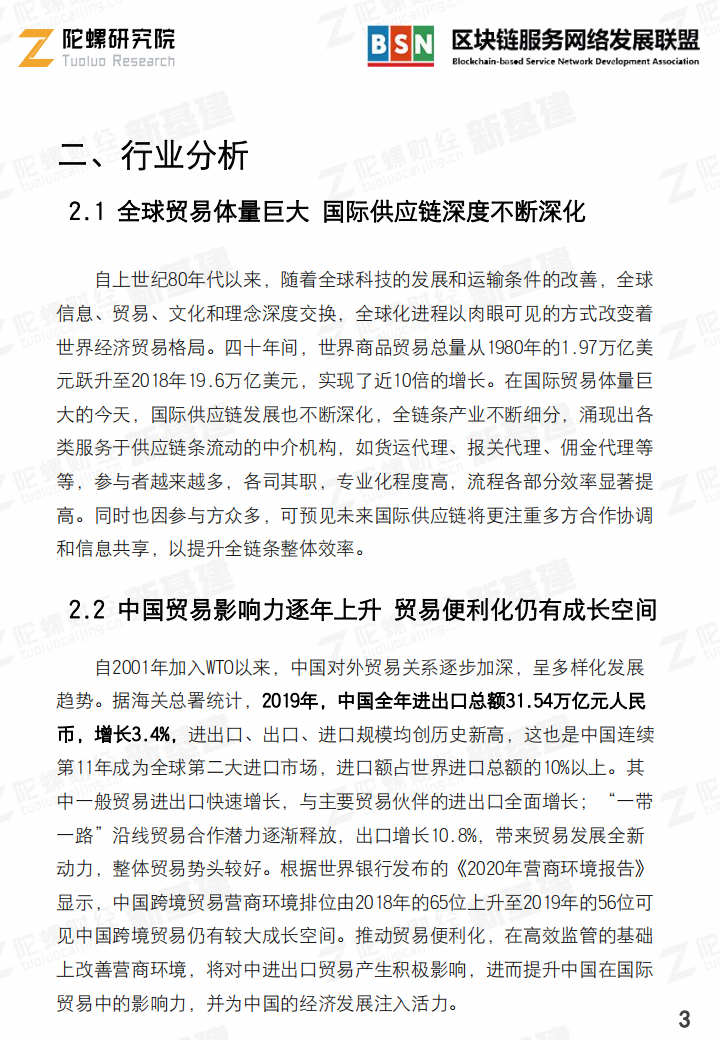 陀螺研究院
Tuoluo Research
BSN
区块链服务网络发展联盟
Blockchain-based Service Network Development Association
二、行业分析
2.1 全球贸易体量巨大 国际供应链深度不断深化
自上世纪80年代以来，随着全球科技的发展和运输条件的改善，全球
信息、贸易、文化和理念深度交换，全球化进程以肉眼可见的方式改变着
世界经济贸易格局。四十年间，世界商品贸易总量从1980年的1.97万亿美
元跃升至2018年19.6万亿美元，实现了近10倍的增长。在国际贸易体量巨
大的今天，国际供应链发展也不断深化，全链条产业不断细分，涌现出各
类服务于供应链条流动的中介机构，如货运代理、报关代理、佣金代理等
等，参与者越来越多，各司其职，专业化程度高，流程各部分效率显著提
高。同时也因参与方众多，可预见未来国际供应链将更注重多方合作协调
和信息共享，以提升全链条整体效率。
2.2 中国贸易影响力逐年上升 贸易便利化仍有成长空间
自2001年加入WTO以来，中国对外贸易关系逐步加深，呈多样化发展
趋势。据海关总署统计，2019年，中国全年进出口总额31.54万亿元人民
币，增长3.4%，进出口、出口、进口规模均创历史新高，这也是中国连续
第11年成为全球第二大进口市场，进口额占世界进口总额的10%以上。其
中一般贸易进出口快速增长，与主要贸易伙伴的进出口全面增长；“一带
一路”沿线贸易合作潜力逐渐释放，出口增长10.8%，带来贸易发展全新
动力，整体贸易势头较好。根据世界银行发布的《2020年营商环境报告》
显示，中国跨境贸易营商环境排位由2018年的65位上升至2019年的56位可
见中国跨境贸易仍有较大成长空间。推动贸易便利化，在高效监管的基础
上改善营商环境，将对中进出口贸易产生积极影响，进而提升中国在国际
贸易中的影响力，并为中国的经济发展注入活力。
3
陀螺财经
tuoluocaijing.cn
新基建